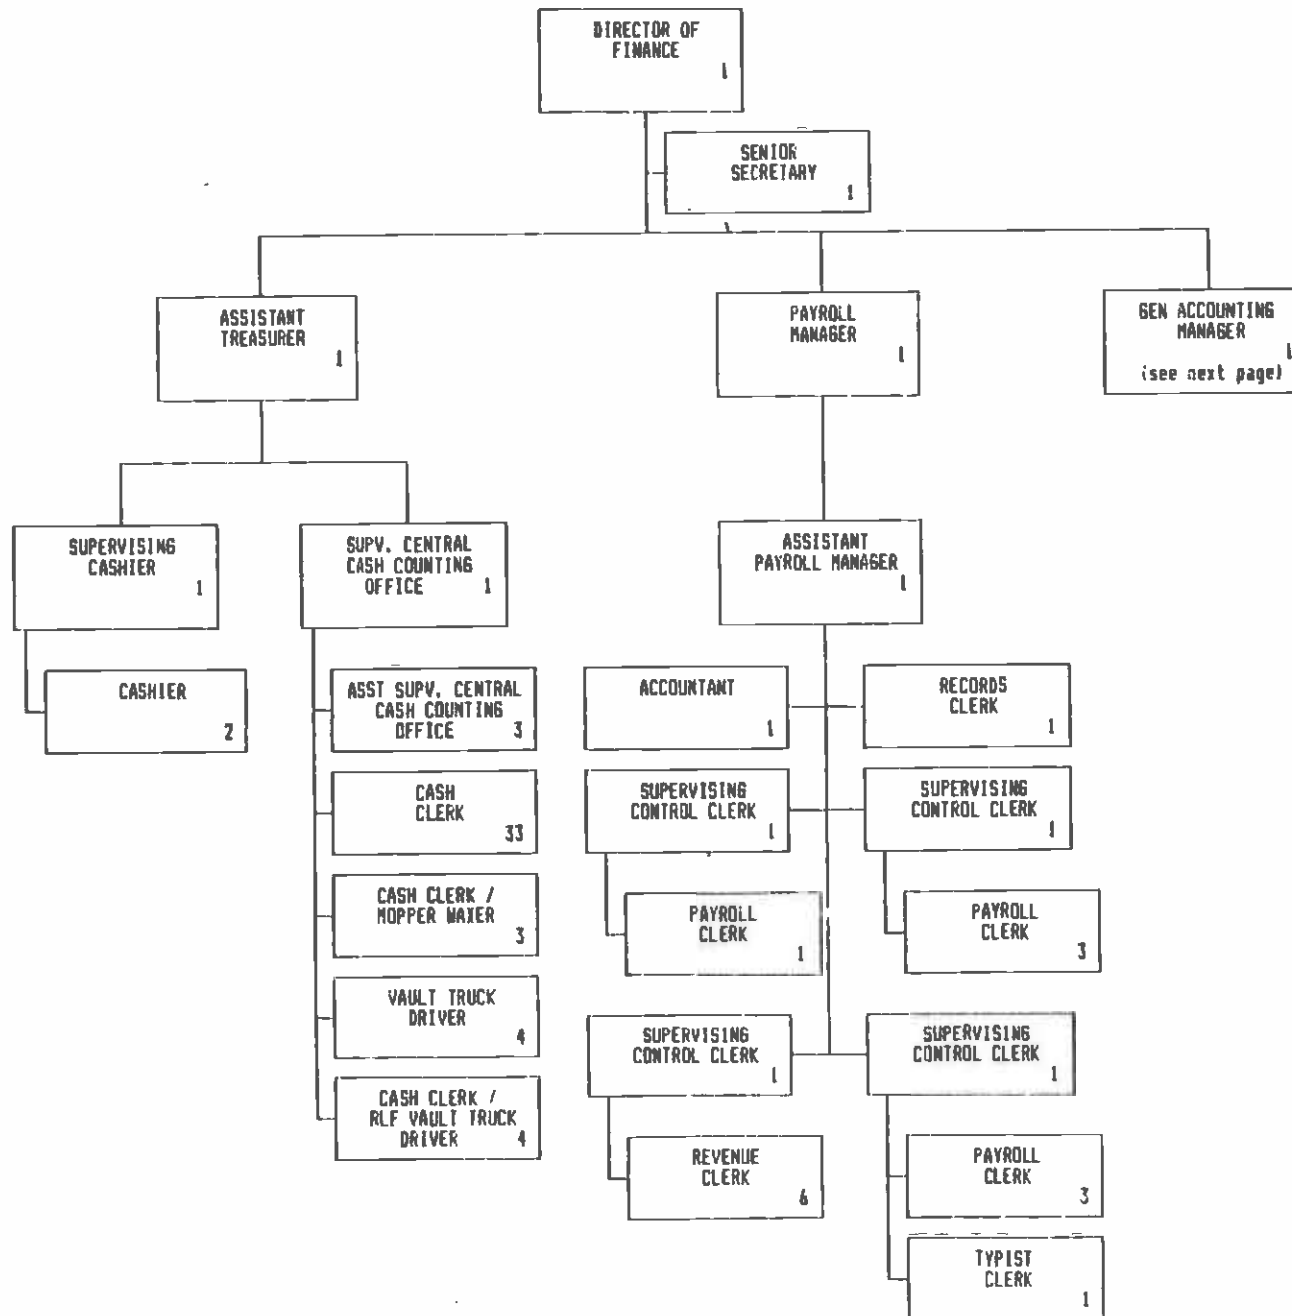 DIRECTOR OF
FINANCE
1
SENIOR
SECRETARY
1
ASSISTANT
TREASURER
1
PAYROLL
MANAGER
1
GEN ACCOUNTING
MANAGER
1
(see next page)
SUPERVISING
CASHIER
1
SUPV. CENTRAL
CASH COUNTING
OFFICE 1
ASSISTANT
PAYROLL MANAGER
1
CASHIER
2
ASST SUPV. CENTRAL
CASH COUNTING
OFFICE 3
CASH
CLERK
33
CASH CLERK /
MOPPER WAXER
3
VAULT TRUCK
DRIVER
4
CASH CLERK /
RLF VAULT TRUCK
DRIVER 4
ACCOUNTANT
1
RECORDS
CLERK
1
SUPERVISING
CONTROL CLERK
1
SUPERVISING
CONTROL CLERK
1
PAYROLL
CLERK
1
PAYROLL
CLERK
3
SUPERVISING
CONTROL CLERK
1
SUPERVISING
CONTROL CLERK
1
REVENUE
CLERK
6
PAYROLL
CLERK
3
TYPIST
CLERK
1